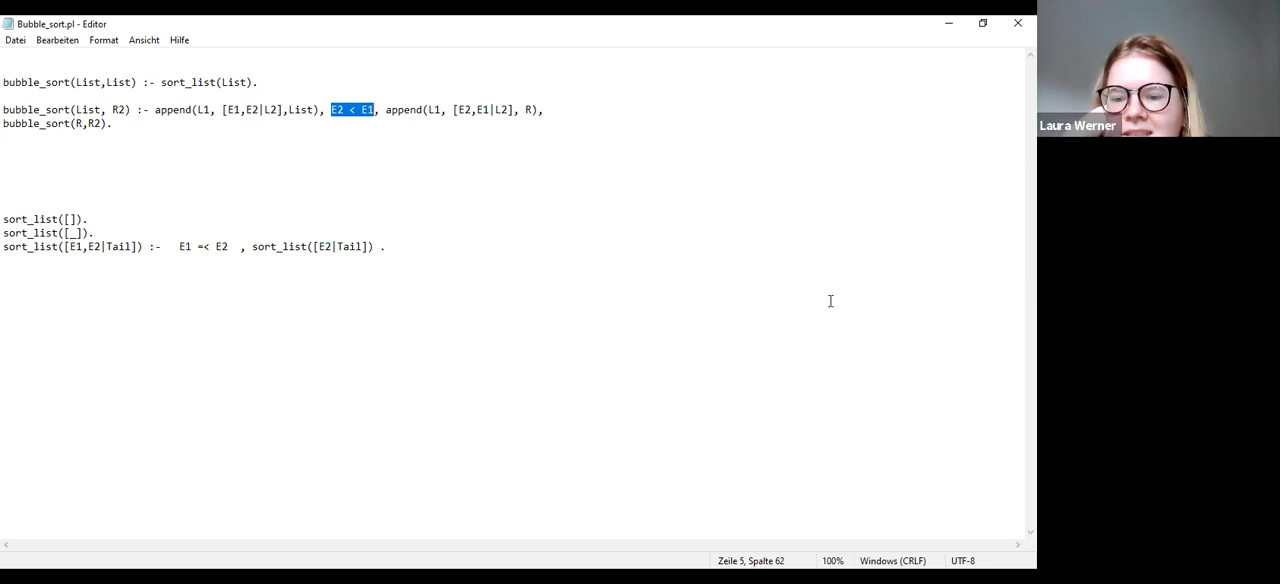 Bubble_sort.pl - Editor
Datei Bearbeiten Format Ansicht Hilfe
bubble_sort(List,List) :- sort_list(List).
bubble_sort(List, R2) :- append(L1, [E1,E2|L2],List), E2 < E1, append(L1, [E2,E1|L2], R),
bubble_sort(R,R2).
Laura Werner
sort_list([]).
sort_list([_]).
sort_list([E1,E2|Tail]) :-   E1 =< E2  , sort_list([E2|Tail]) .
Zeile 5, Spalte 62 100% Windows (CRLF) UTF-8